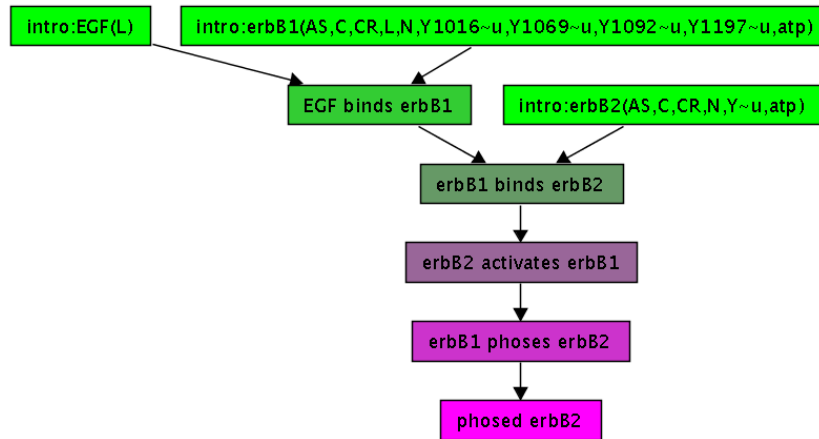 intro:EGF(L)
intro:erbB1(AS,C,CR,L,N,Y1016~u,Y1069~u,Y1092~u,Y1197~u,atp)
EGF binds erbB1
intro:erbB2(AS,C,CR,N,Y~u,atp)
erbB1 binds erbB2
erbB2 activates erbB1
erbB1 phoses erbB2
phosed erbB2